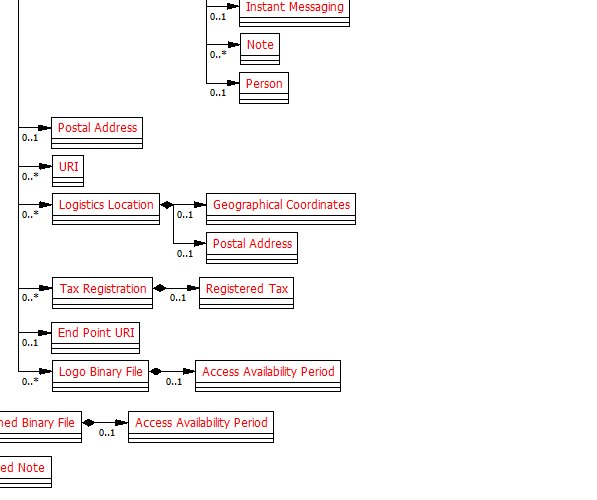 Instant Messaging
0..1
Note
0..*
Person
0..1
Postal Address
0..1
URI
0..*
Logistics Location
0..*
Geographical Coordinates
0..1
Postal Address
0..1
Tax Registration
0..*
Registered Tax
0..1
End Point URI
0..1
Logo Binary File
0..*
Access Availability Period
0..1
Binary File
Access Availability Period
0..1
Note